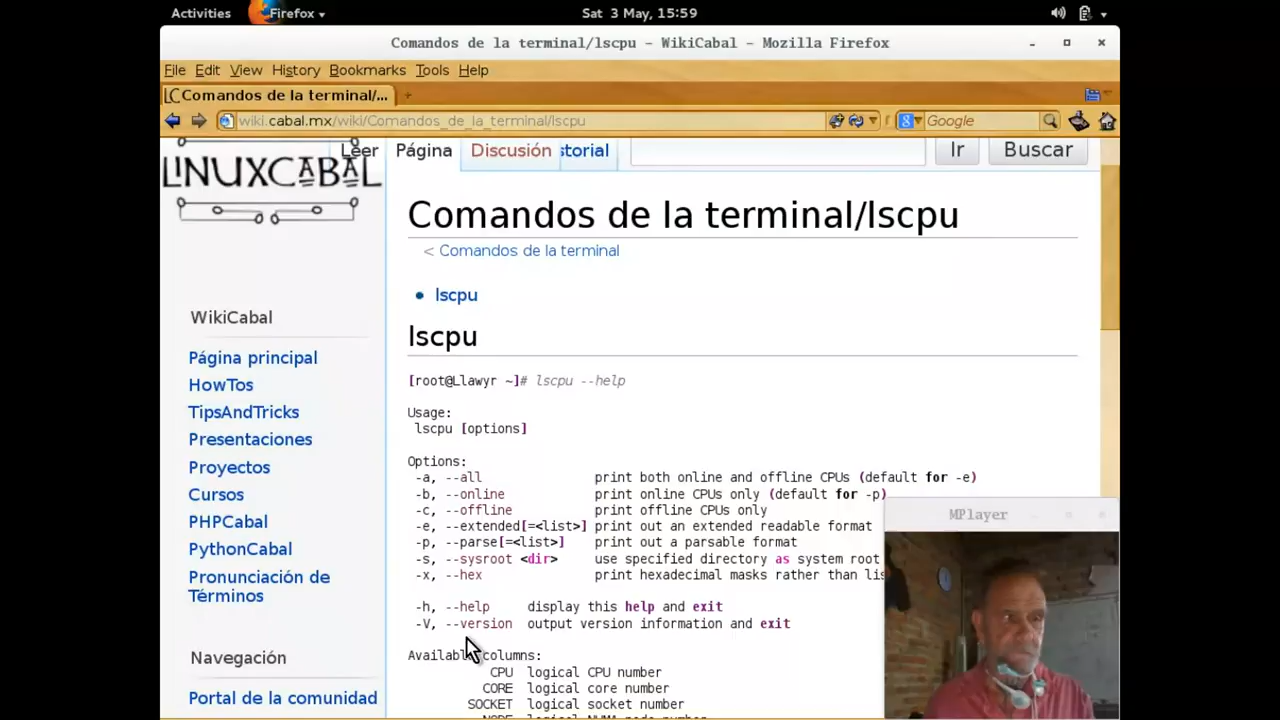 Activities Firefox Sat 3 May, 15:59
Comandos de la terminal/lscpu - WikiCabal - Mozilla Firefox
File Edit View History Bookmarks Tools Help
Comandos de la terminal/...
wiki.cabal.mx/wiki/Comandos_de_la_terminal/lscpu Google
LINUXCABAL
Leer Página Discusión storial Ir Buscar
Comandos de la terminal/lscpu
< Comandos de la terminal
lscpu
lscpu
[root@Llawyr ~]# lscpu --help
Usage:
lscpu [options]
Options:
-a, --all print both online and offline CPUs (default for -e)
-b, --online print online CPUs only (default for -p)
-c, --offline print offline CPUs only
-e, --extended[=<list>] print out an extended readable format
-p, --parse[=<list>] print out a parsable format
-s, --sysroot <dir> use specified directory as system root
-x, --hex print hexadecimal masks rather than lis
-h, --help display this help and exit
-V, --version output version information and exit
Available columns:
CPU logical CPU number
CORE logical core number
SOCKET logical socket number
NODE logical NUMA node number
WikiCabal
Página principal
HowTos
TipsAndTricks
Presentaciones
Proyectos
Cursos
PHPCabal
PythonCabal
Pronunciación de
Términos
Navegación
Portal de la comunidad
MPlayer